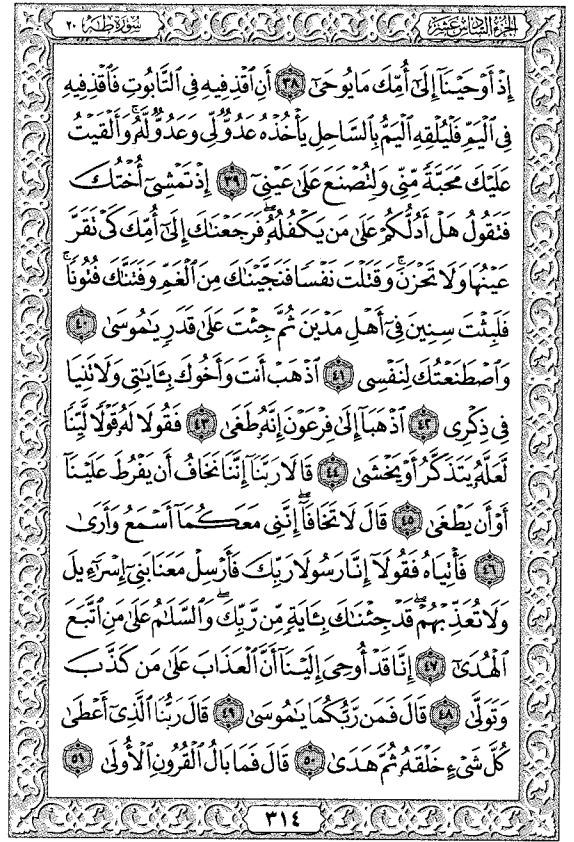 الجزء السادس عشر
سورة طه ٢٠
إِذْ أَوْحَيْنَآ إِلَىٰٓ أُمِّكَ مَا يُوحَىٰٓ ٣٨ أَنِ ٱقْذِفِيهِ فِى ٱلتَّابُوتِ فَٱقْذِفِيهِ
فِى ٱلْيَمِّ فَلْيُلْقِهِ ٱلْيَمُّ بِٱلسَّاحِلِ يَأْخُذْهُ عَدُوٌّ لِّى وَعَدُوٌّ لَّهُۥ ۚ وَأَلْقَيْتُ
عَلَيْكَ مَحَبَّةً مِّنِّى وَلِتُصْنَعَ عَلَىٰ عَيْنِىٓ ٣٩ إِذْ تَمْشِىٓ أُخْتُكَ
فَتَقُولُ هَلْ أَدُلُّكُمْ عَلَىٰ مَن يَكْفُلُهُۥ ۖ فَرَجَعْنَٰكَ إِلَىٰٓ أُمِّكَ كَىْ تَقَرَّ
عَيْنُهَا وَلَا تَحْزَنَ ۚ وَقَتَلْتَ نَفْسًا فَنَجَّيْنَٰكَ مِنَ ٱلْغَمِّ وَفَتَنَّٰكَ فُتُونًا ۚ
فَلَبِثْتَ سِنِينَ فِىٓ أَهْلِ مَدْيَنَ ثُمَّ جِئْتَ عَلَىٰ قَدَرٍ يَٰمُوسَىٰ ٤٠
وَٱصْطَنَعْتُكَ لِنَفْسِى ٤١ ٱذْهَبْ أَنتَ وَأَخُوكَ بِـَٔايَٰتِى وَلَا تَنِيَا
فِى ذِكْرِى ٤٢ ٱذْهَبَآ إِلَىٰ فِرْعَوْنَ إِنَّهُۥ طَغَىٰ ٤٣ فَقُولَا لَهُۥ قَوْلًا لَّيِّنًا
لَّعَلَّهُۥ يَتَذَكَّرُ أَوْ يَخْشَىٰ ٤٤ قَالَا رَبَّنَآ إِنَّنَا نَخَافُ أَن يَفْرُطَ عَلَيْنَآ
أَوْ أَن يَطْغَىٰ ٤٥ قَالَ لَا تَخَافَآ ۖ إِنَّنِى مَعَكُمَآ أَسْمَعُ وَأَرَىٰ
٤٦ فَأْتِيَاهُ فَقُولَآ إِنَّا رَسُولَا رَبِّكَ فَأَرْسِلْ مَعَنَا بَنِىٓ إِسْرَٰٓءِيلَ
وَلَا تُعَذِّبْهُمْ ۖ قَدْ جِئْنَٰكَ بِـَٔايَةٍ مِّن رَّبِّكَ ۖ وَٱلسَّلَٰمُ عَلَىٰ مَنِ ٱتَّبَعَ
ٱلْهُدَىٰٓ ٤٧ إِنَّا قَدْ أُوحِىَ إِلَيْنَآ أَنَّ ٱلْعَذَابَ عَلَىٰ مَن كَذَّبَ
وَتَوَلَّىٰ ٤٨ قَالَ فَمَن رَّبُّكُمَا يَٰمُوسَىٰ ٤٩ قَالَ رَبُّنَا ٱلَّذِىٓ أَعْطَىٰ
كُلَّ شَىْءٍ خَلْقَهُۥ ثُمَّ هَدَىٰ ٥٠ قَالَ فَمَا بَالُ ٱلْقُرُونِ ٱلْأُولَىٰ ٥١
٣١٤